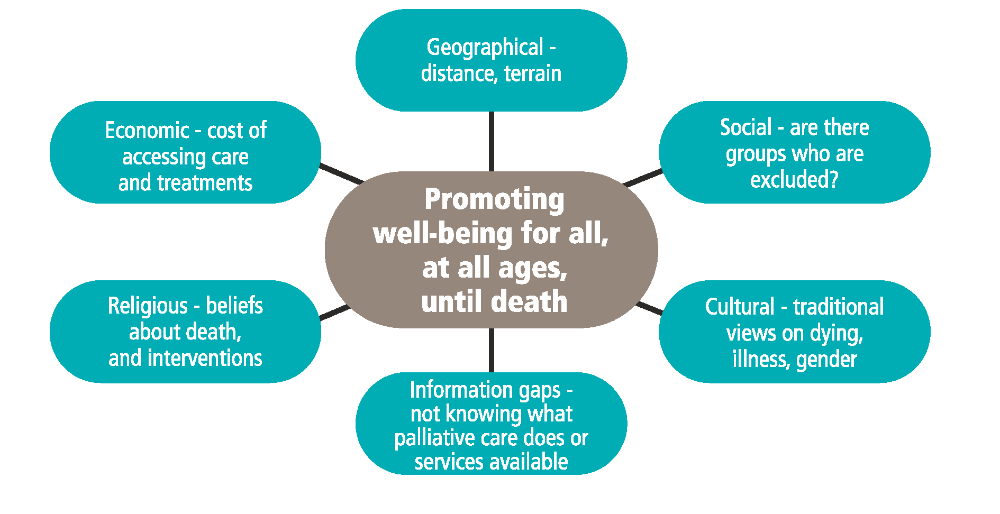 Geographical -
distance, terrain
Economic - cost of
accessing care
and treatments
Social - are there
groups who are
excluded?
Promoting
well-being for all,
at all ages,
until death
Religious - beliefs
about death,
and interventions
Cultural - traditional
views on dying,
illness, gender
Information gaps -
not knowing what
palliative care does or
services available